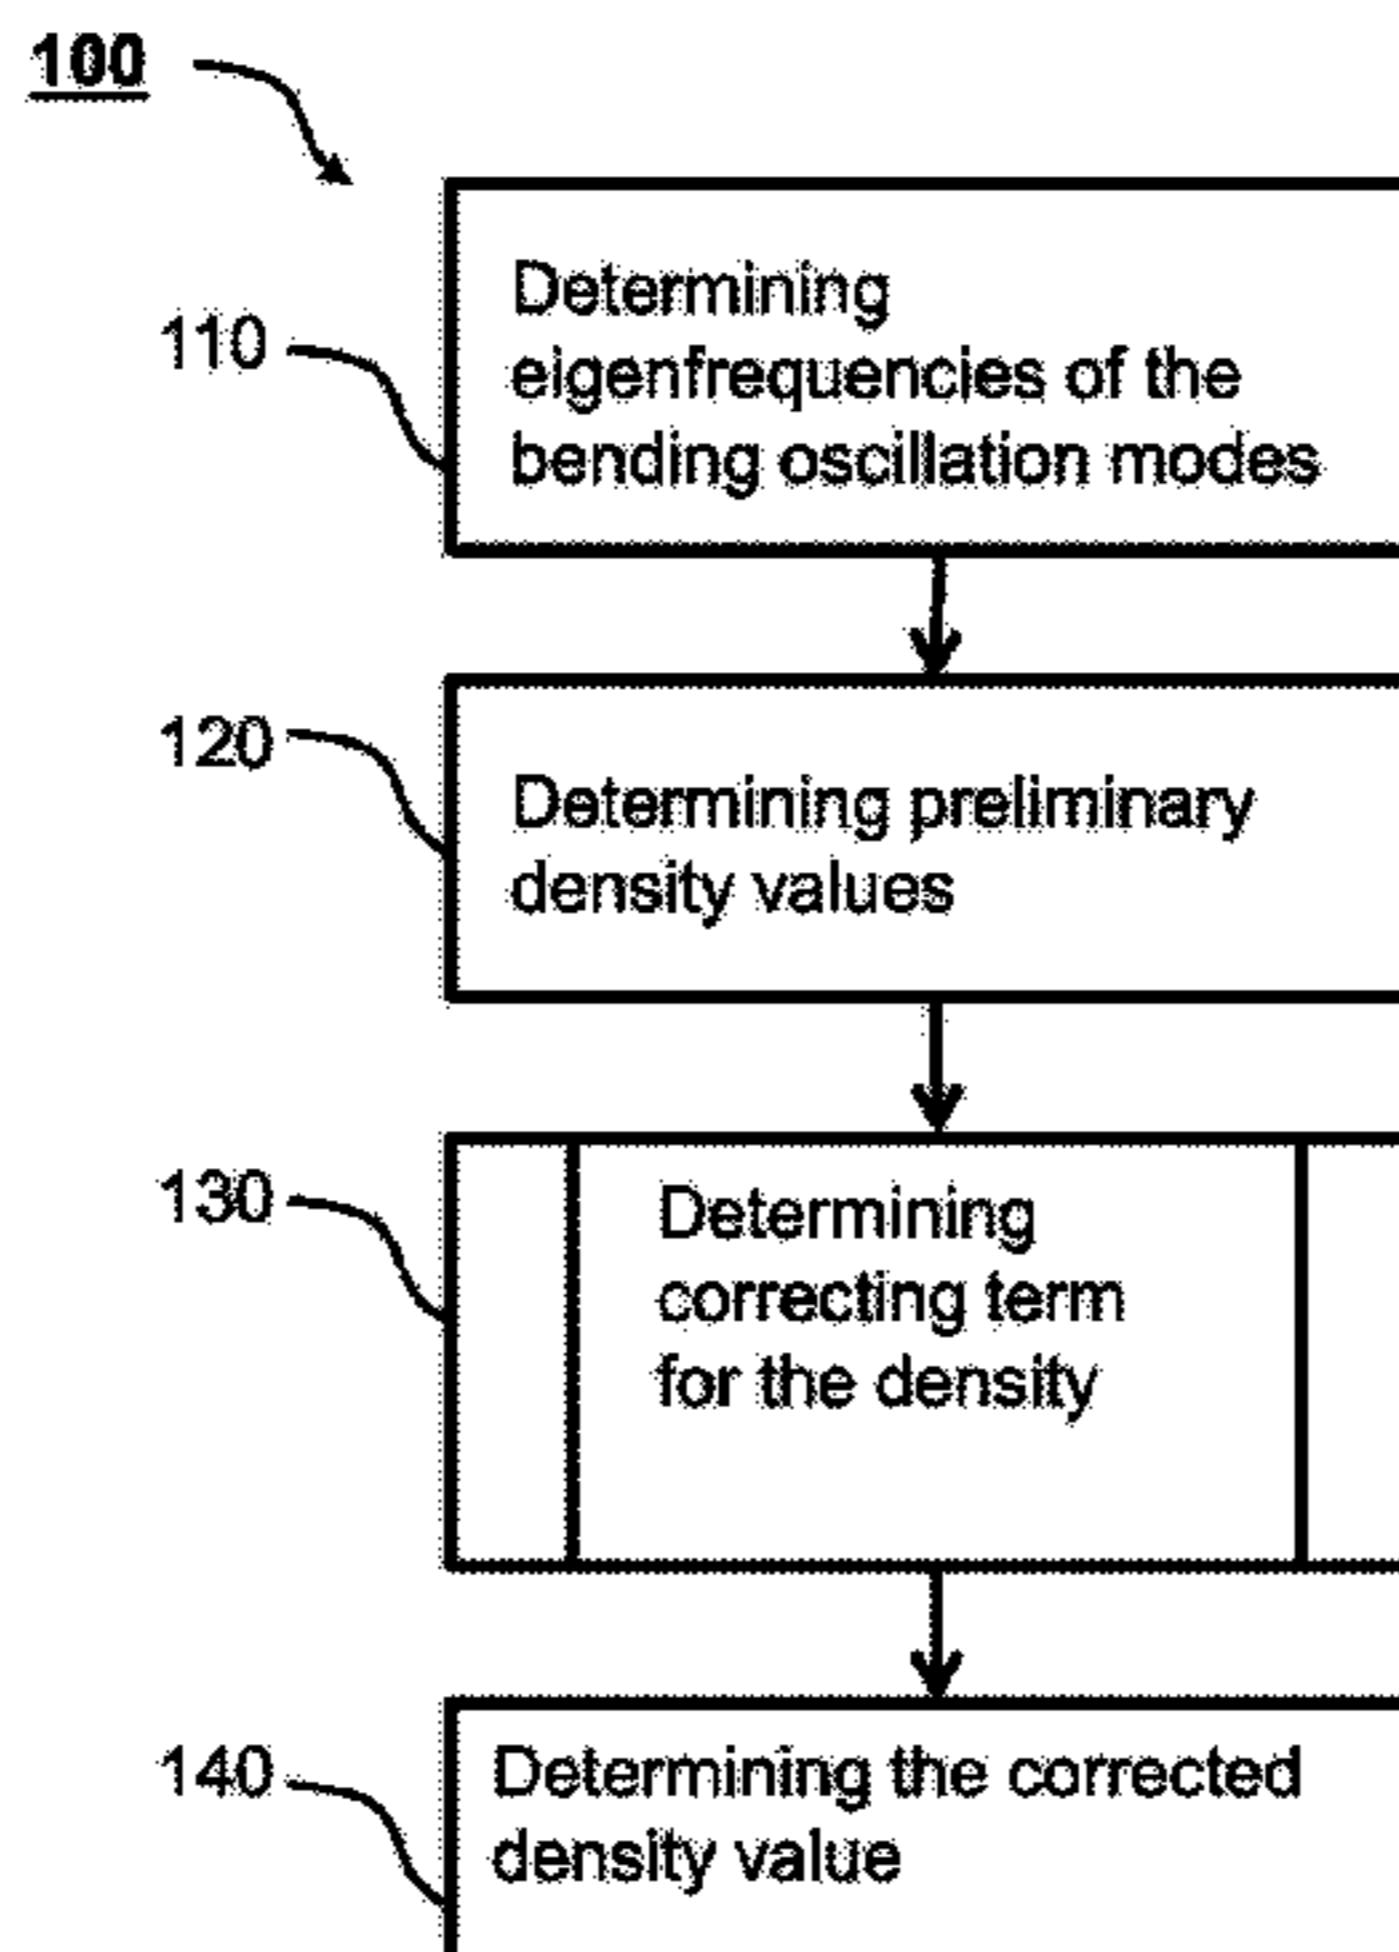 100
110
Determining
eigenfrequencies of the
bending oscillation modes
120
Determining preliminary
density values
130
Determining
correcting term
for the density
140
Determining the corrected
density value